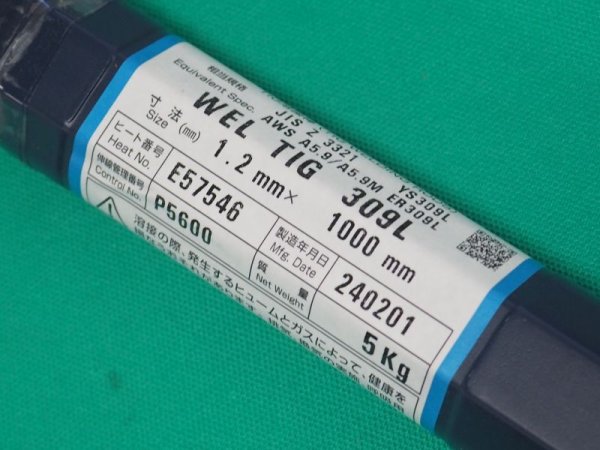 相当規格
Equivalent Spec.
JIS Z 3321 YS309L
AWS A5.9/A5.9M ER309L
WEL TIG 309L
寸法 Size (mm) 1.2 mm × 1000 mm
ヒート番号 Heat No. E57546 製造年月日 Mfg. Date 240201
伸線管理番号 Control No. P5600 質量 Net Weight 5Kg
溶接の際、発生するヒュームとガスによって、健康を